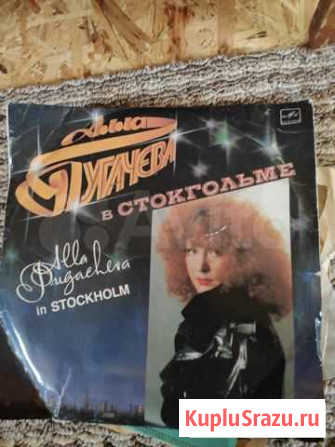 Алла
Пугачева
в СТОКГОЛЬМЕ
Alla
Pugacheva
in STOCKHOLM
KupluSrazu.ru